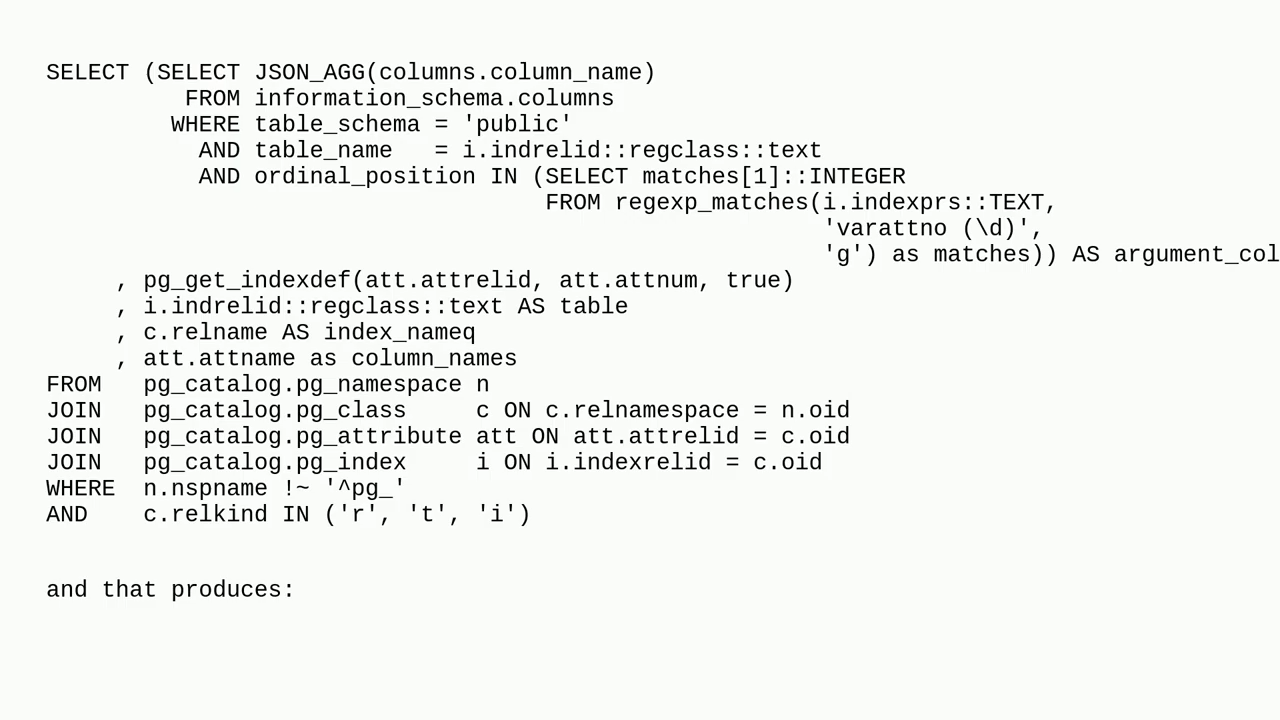 SELECT (SELECT JSON_AGG(columns.column_name)
          FROM information_schema.columns
         WHERE table_schema = 'public'
           AND table_name   = i.indrelid::regclass::text
           AND ordinal_position IN (SELECT matches[1]::INTEGER
                                    FROM regexp_matches(i.indexprs::TEXT,
                                                        'varattno (\d)',
                                                        'g') as matches)) AS argument_col
     , pg_get_indexdef(att.attrelid, att.attnum, true)
     , i.indrelid::regclass::text AS table
     , c.relname AS index_nameq
     , att.attname as column_names
FROM   pg_catalog.pg_namespace n
JOIN   pg_catalog.pg_class     c ON c.relnamespace = n.oid
JOIN   pg_catalog.pg_attribute att ON att.attrelid = c.oid
JOIN   pg_catalog.pg_index     i ON i.indexrelid = c.oid
WHERE  n.nspname !~ '^pg_'
AND    c.relkind IN ('r', 't', 'i')
and that produces: